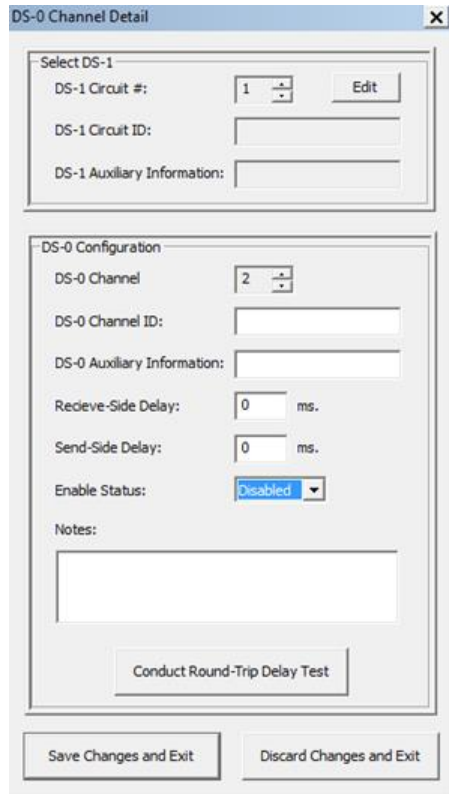 DS-0 Channel Detail
Select DS-1
DS-1 Circuit #: 1 Edit
DS-1 Circuit ID:
DS-1 Auxiliary Information:
DS-0 Configuration
DS-0 Channel 2
DS-0 Channel ID:
DS-0 Auxiliary Information:
Recieve-Side Delay: 0 ms.
Send-Side Delay: 0 ms.
Enable Status: Disabled
Notes:
Conduct Round-Trip Delay Test
Save Changes and Exit Discard Changes and Exit